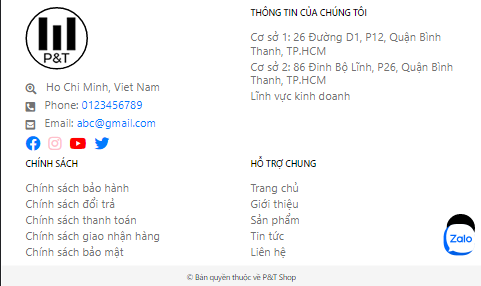 P&T
Ho Chi Minh, Viet Nam
Phone: 0123456789
Email: abc@gmail.com
THÔNG TIN CỦA CHÚNG TÔI
Cơ sở 1: 26 Đường D1, P12, Quận Bình
Thanh, TP.HCM
Cơ sở 2: 86 Đinh Bộ Lĩnh, P26, Quận Bình
Thanh, TP.HCM
Lĩnh vực kinh doanh
CHÍNH SÁCH
Chính sách bảo hành
Chính sách đổi trả
Chính sách thanh toán
Chính sách giao nhận hàng
Chính sách bảo mật
HỖ TRỢ CHUNG
Trang chủ
Giới thiệu
Sản phẩm
Tin tức
Liên hệ
Zalo
© Bản quyền thuộc về P&T Shop